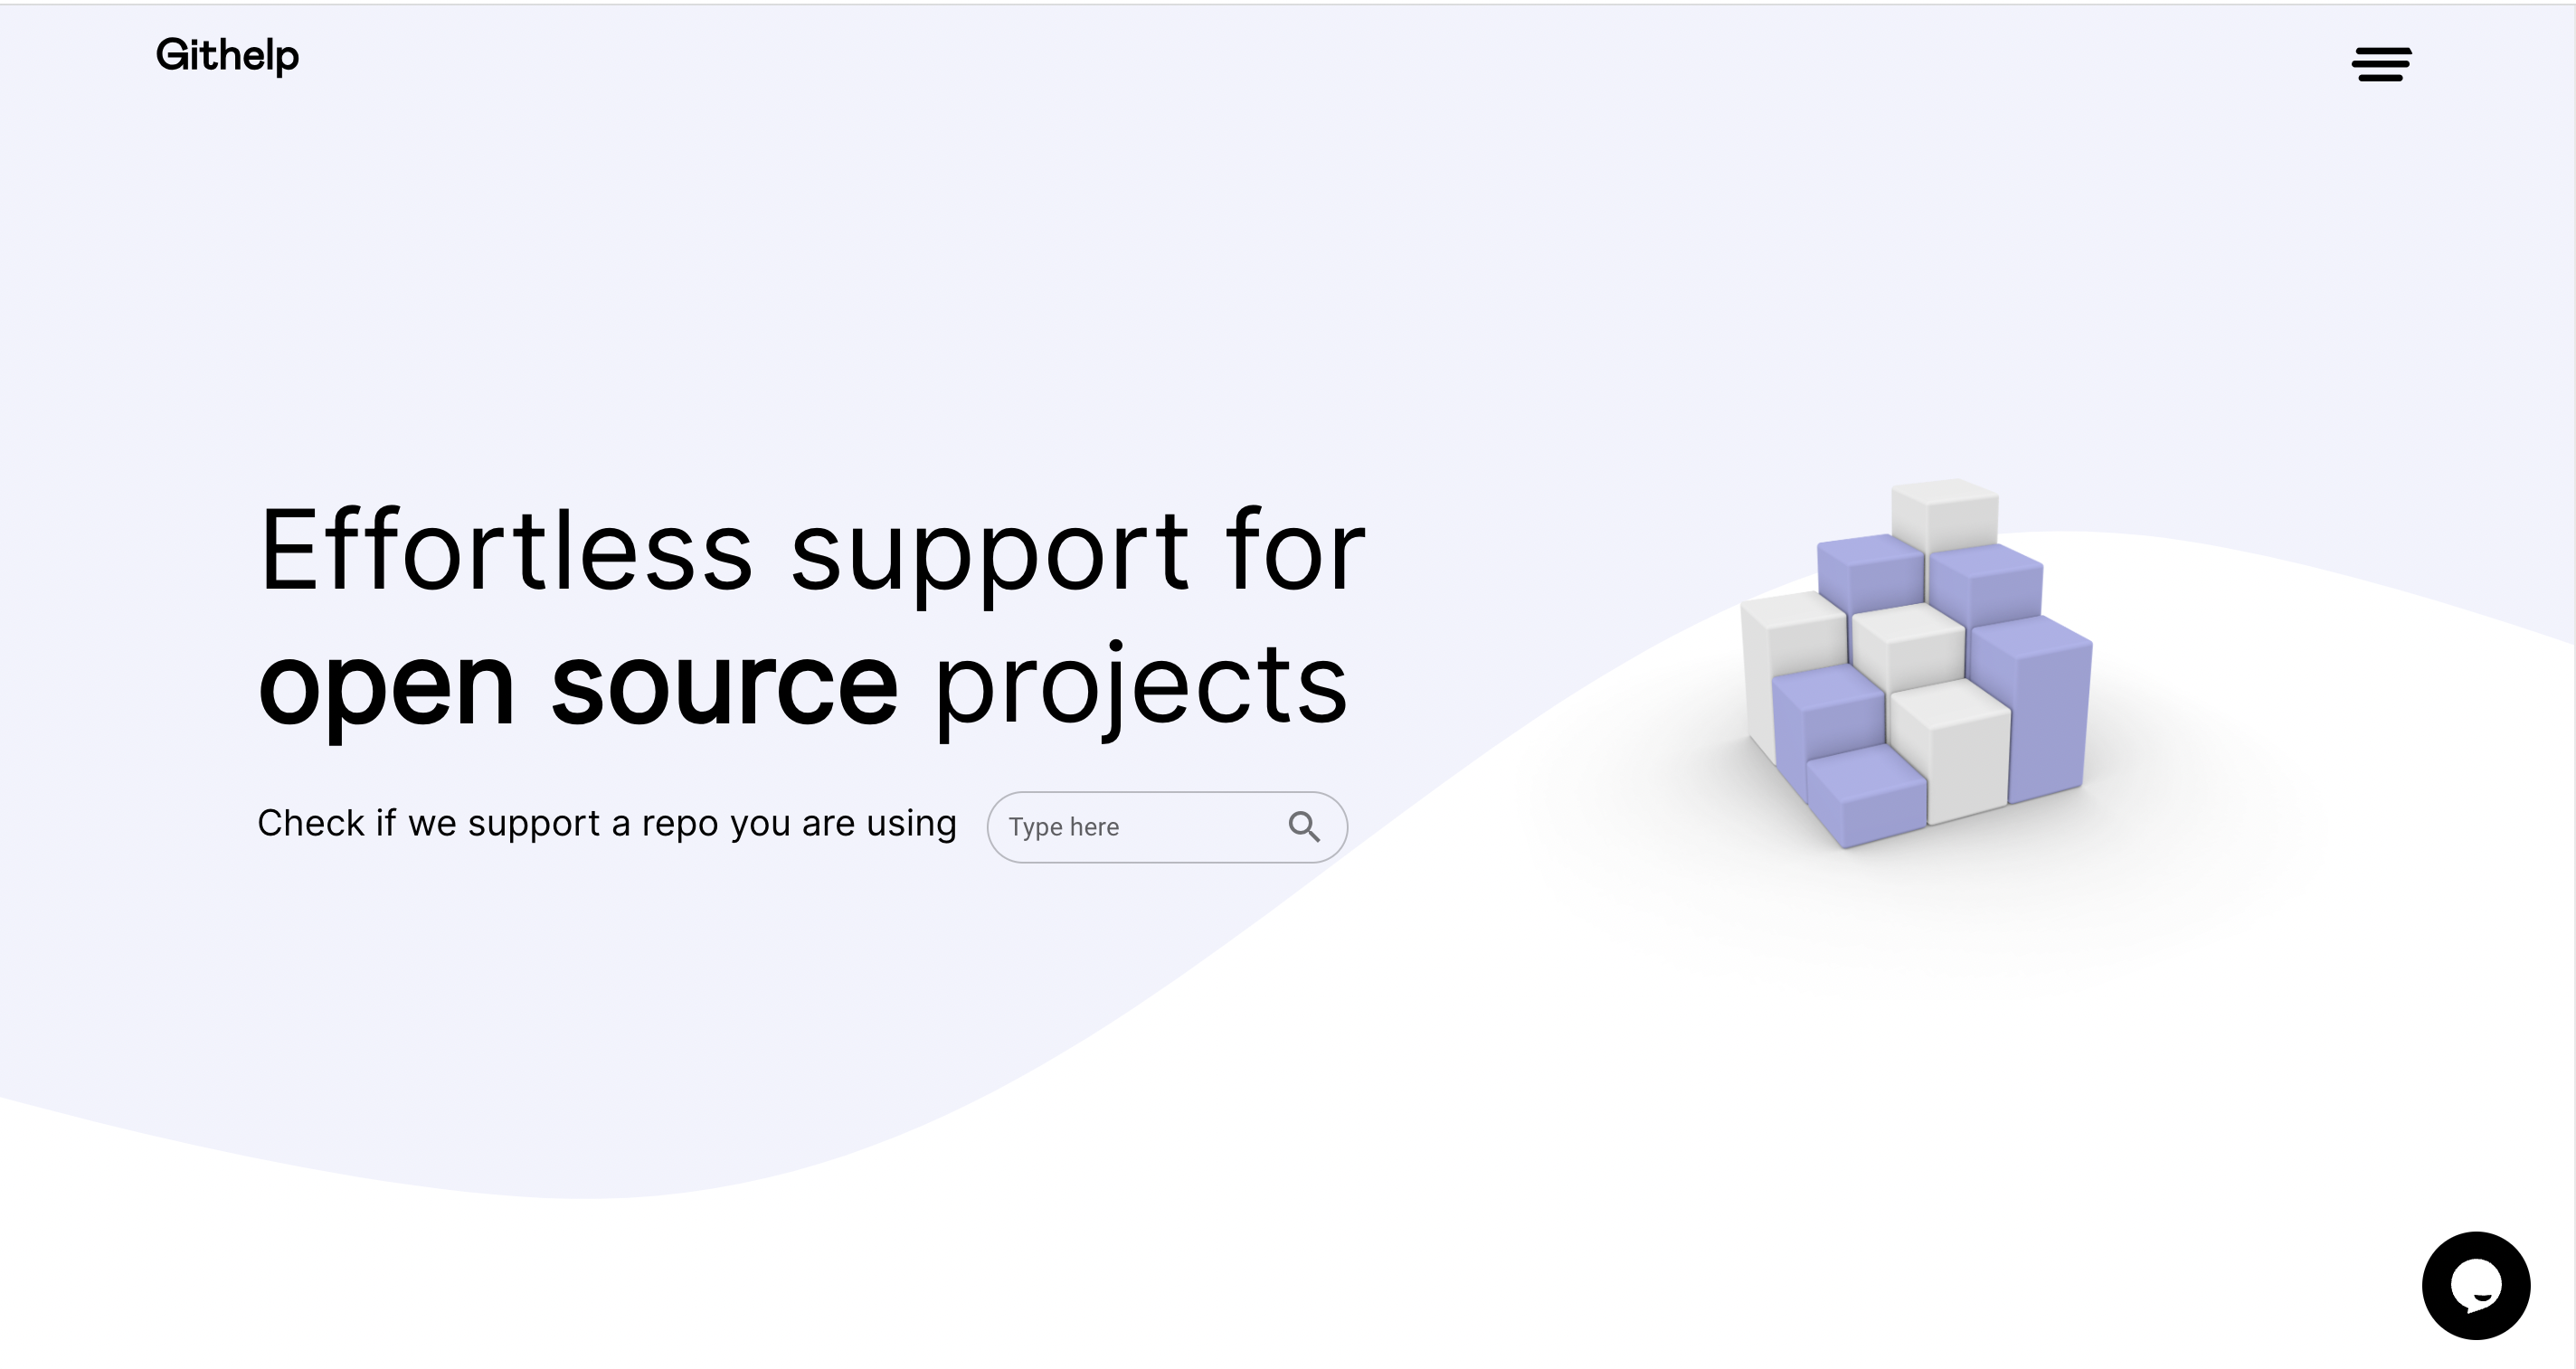 Githelp
Effortless support for
open source projects
Check if we support a repo you are using
Type here